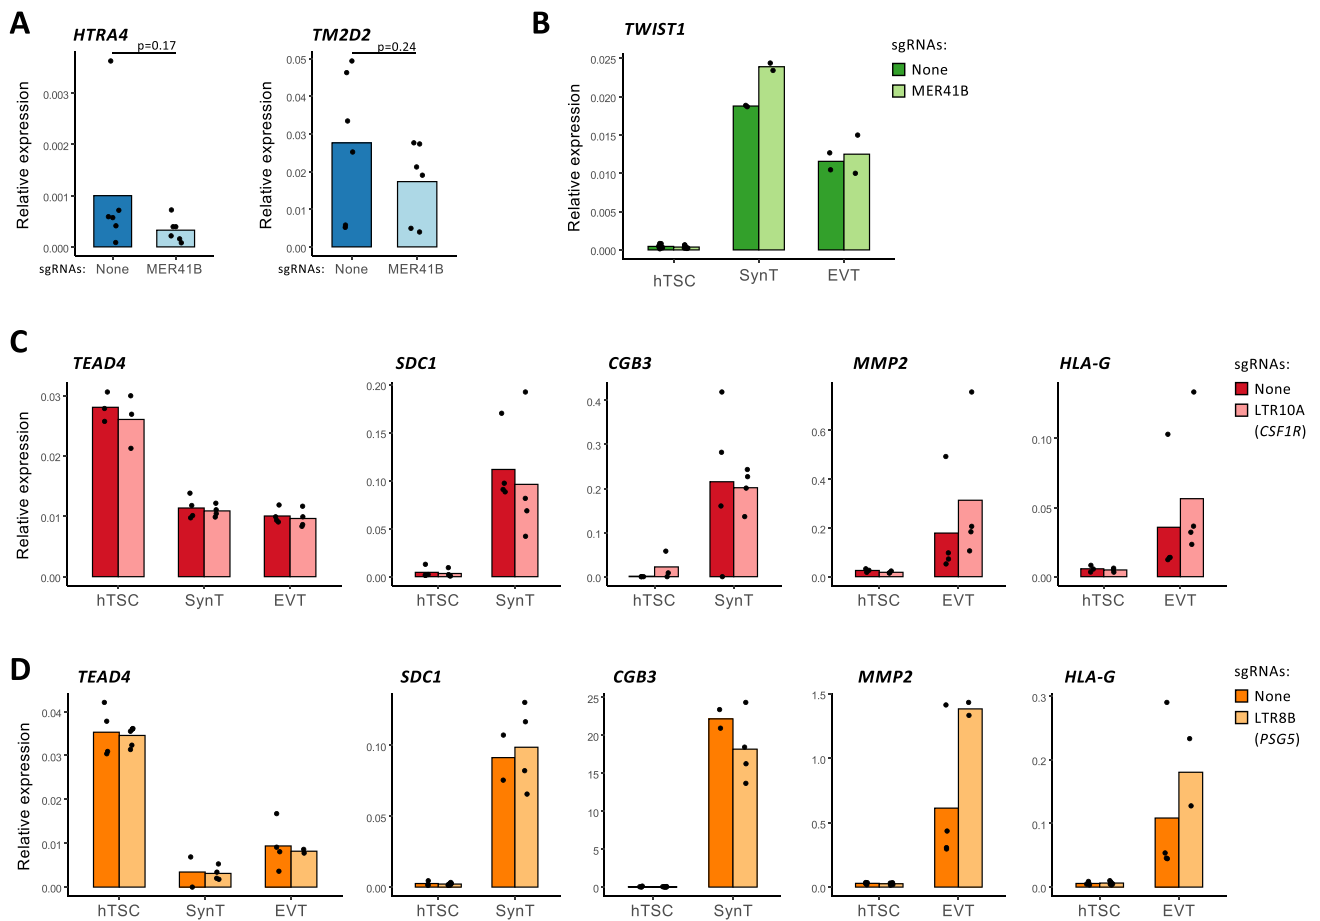 A
HTRA4
p=0.17
Relative expression
0.003
0.002
0.001
0.000
sgRNAs:
None
MER41B
TM2D2
p=0.24
Relative expression
0.05
0.04
0.03
0.02
0.01
0.00
sgRNAs:
None
MER41B
B
TWIST1
Relative expression
0.025
0.020
0.015
0.010
0.005
0.000
hTSC
SynT
EVT
sgRNAs:
None
MER41B
C
TEAD4
Relative expression
0.03
0.02
0.01
0.00
hTSC
SynT
EVT
SDC1
0.20
0.15
0.10
0.05
0.00
hTSC
SynT
CGB3
0.4
0.3
0.2
0.1
0.0
hTSC
SynT
MMP2
0.6
0.4
0.2
0.0
hTSC
EVT
HLA-G
0.10
0.05
0.00
hTSC
EVT
sgRNAs:
None
LTR10A
(CSF1R)
D
TEAD4
Relative expression
0.04
0.03
0.02
0.01
0.00
hTSC
SynT
EVT
SDC1
0.10
0.05
0.00
hTSC
SynT
CGB3
25
20
15
10
5
0
hTSC
SynT
MMP2
1.5
1.0
0.5
0.0
hTSC
EVT
HLA-G
0.3
0.2
0.1
0.0
hTSC
EVT
sgRNAs:
None
LTR8B
(PSG5)